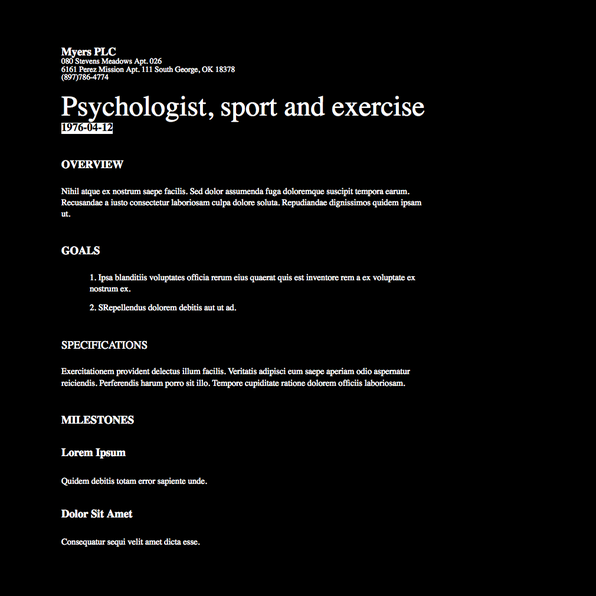 Myers PLC
080 Stevens Meadows Apt. 026
6161 Perez Mission Apt. 111 South George, OK 18378
(897)786-4774
Psychologist, sport and exercise
1976-04-12
OVERVIEW
Nihil atque ex nostrum saepe facilis. Sed dolor assumenda fuga doloremque suscipit tempora earum.
Recusandae a iusto consectetur laboriosam culpa dolore soluta. Repudiandae dignissimos quidem ipsam
ut.
GOALS
1. Ipsa blanditiis voluptates officia rerum eius quaerat quis est inventore rem a ex voluptate ex
nostrum ex.
2. SRepellendus dolorem debitis aut ut ad.
SPECIFICATIONS
Exercitationem provident delectus illum facilis. Veritatis adipisci eum saepe aperiam odio aspernatur
reiciendis. Perferendis harum porro sit illo. Tempore cupiditate ratione dolorem officiis laboriosam.
MILESTONES
Lorem Ipsum
Quidem debitis totam error sapiente unde.
Dolor Sit Amet
Consequatur sequi velit amet dicta esse.